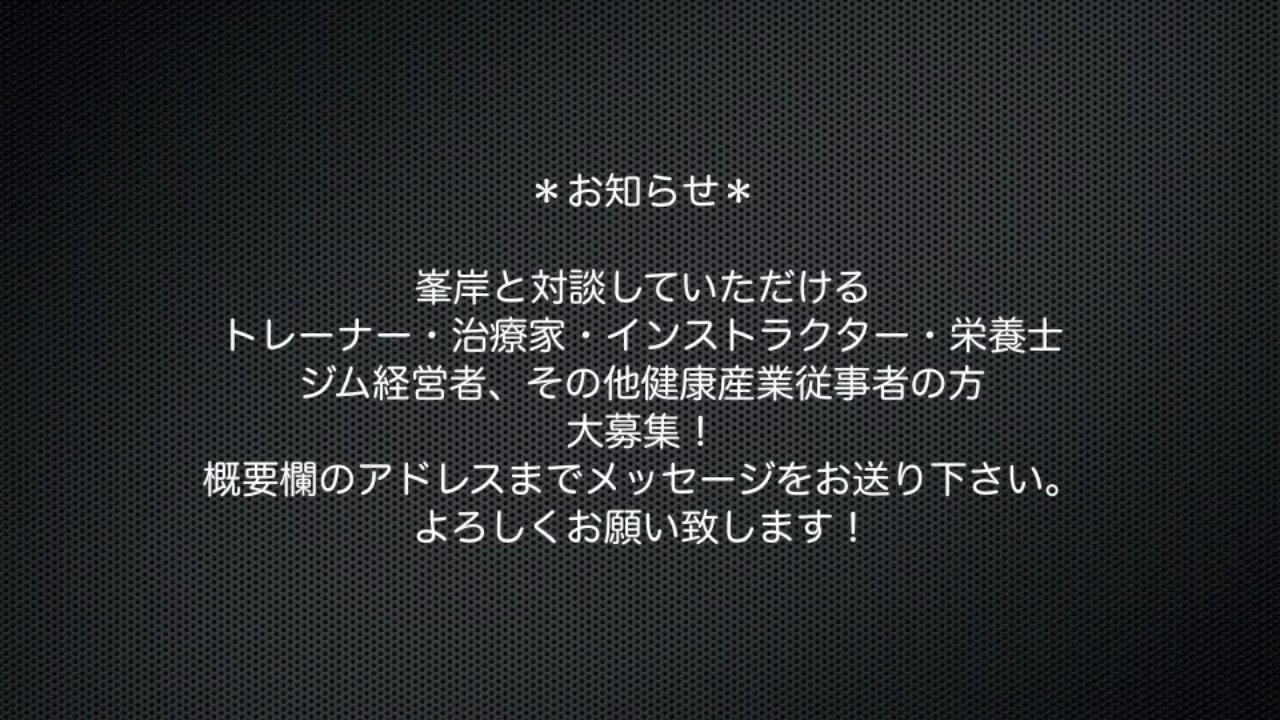 ＊お知らせ＊
峯岸と対談していただける
トレーナー・治療家・インストラクター・栄養士
ジム経営者、その他健康産業従事者の方
大募集！
概要欄のアドレスまでメッセージをお送り下さい。
よろしくお願い致します！